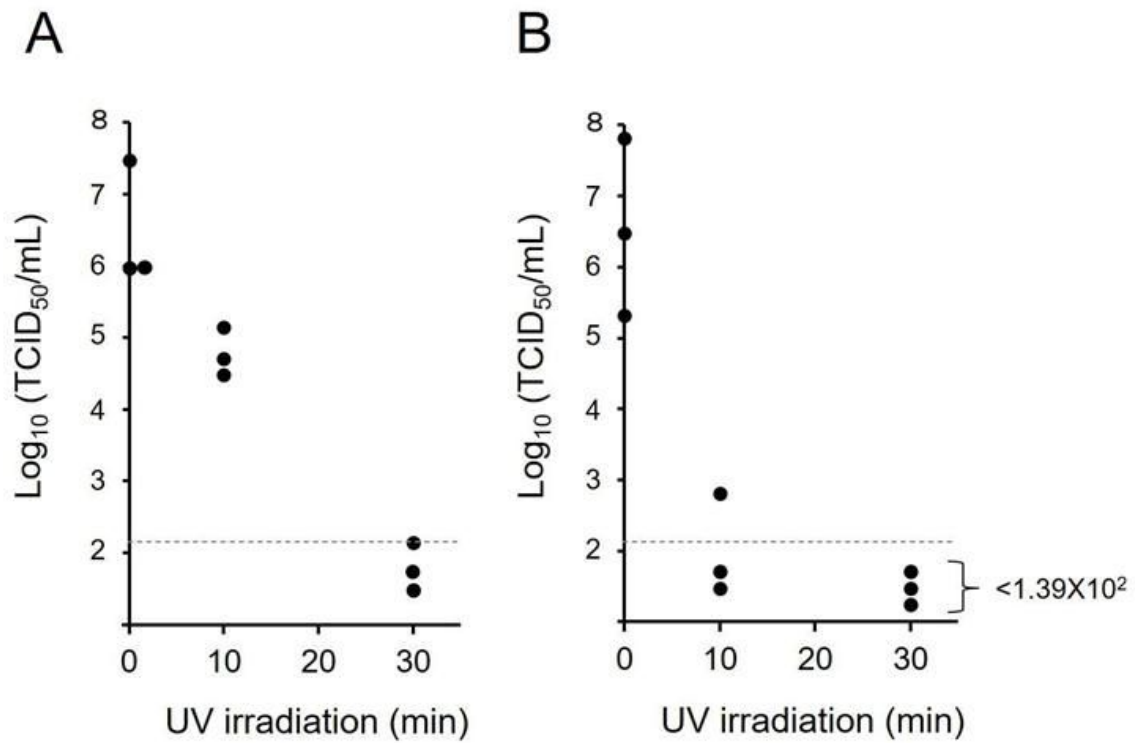 A
8
7
6
5
4
3
2
Log₁₀ (TCID₅₀/mL)
0 10 20 30
UV irradiation (min)
B
8
7
6
5
4
3
2
Log₁₀ (TCID₅₀/mL)
<1.39X10²
0 10 20 30
UV irradiation (min)